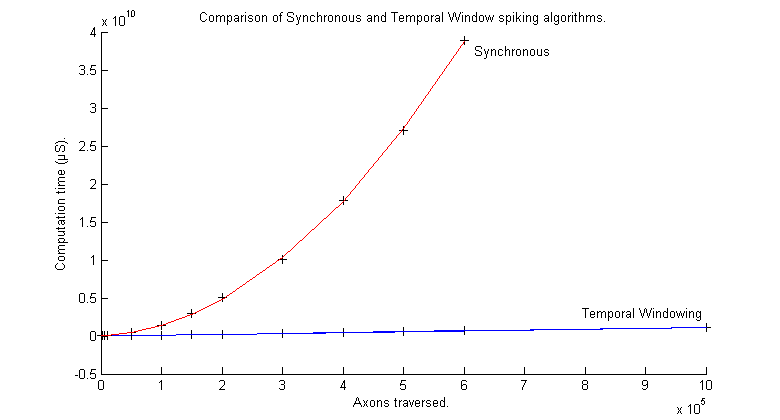 Comparison of Synchronous and Temporal Window spiking algorithms.
x 10^10
4
3.5
3
2.5
2
1.5
1
0.5
0
-0.5
Computation time (µS).
Synchronous
Temporal Windowing
0 1 2 3 4 5 6 7 8 9 10
Axons traversed.
x 10^5